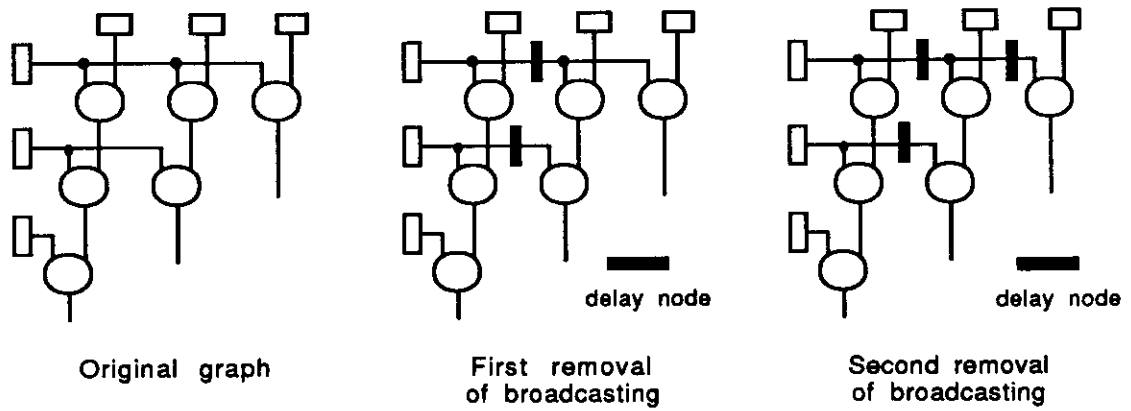 delay node
delay node
Original graph
First removal
of broadcasting
Second removal
of broadcasting